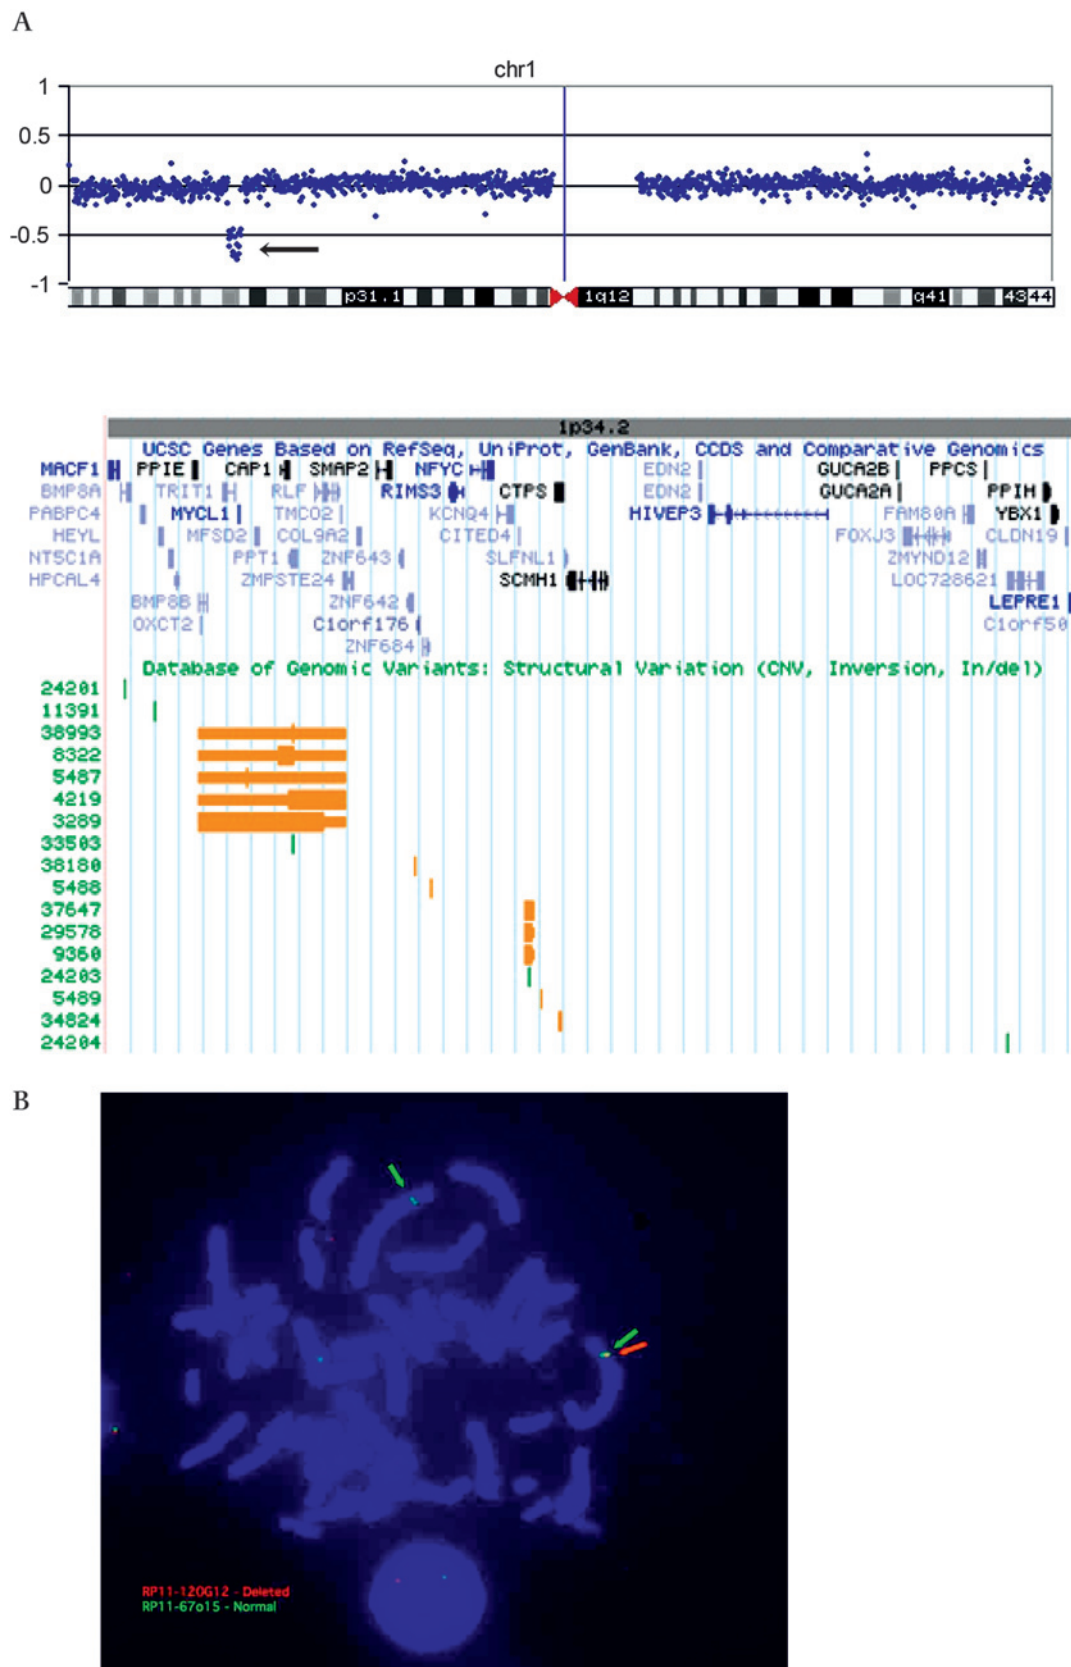 A
chr1
1
0.5
0
-0.5
-1
p31.1 1q12 q41 4344
1p34.2
UCSC Genes Based on RefSeq, UniProt, GenBank, CCDS and Comparative Genomics
MACF1 PPIE CAP1 SMAP2 NFYC EDN2 GUCA2B PPCS
BMP8A TRIT1 RLF RIMS3 CTPS EDN2 GUCA2A PPIH
PABPC4 MYCL1 TMCO2 KCNQ4 HIVEP3 FAM80A YBX1
HEYL MFSD2 COL9A2 CITED4 FOXJ3 CLDN19
NT5C1A PPT1 ZNF643 SLFNL1 ZMYND12
HPCAL4 ZMPSTE24 SCMH1 LOC728621
BMP8B ZNF642 LEPRE1
OXCT2 C1orf176 C1orf50
ZNF684
Database of Genomic Variants: Structural Variation (CNV, Inversion, In/del)
24201
11391
38993
8322
5487
4219
3289
33503
38180
5488
37647
29578
9360
24203
5489
34824
24204
B
RP11-120G12 - Deleted
RP11-67o15 - Normal